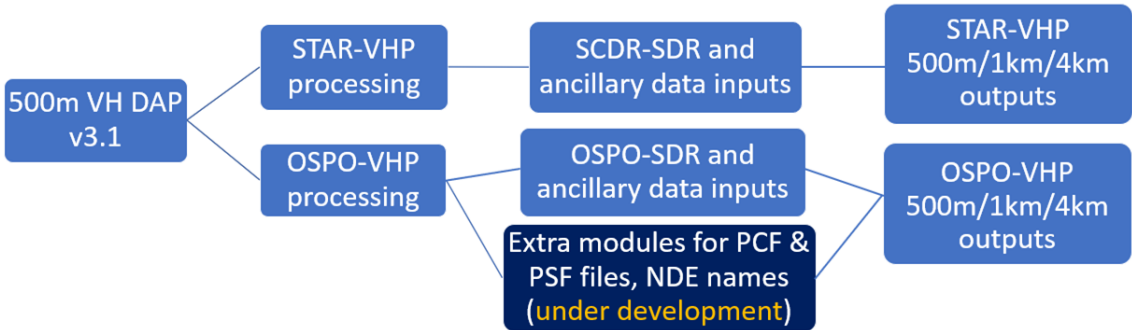 500m VH DAP
v3.1
STAR-VHP
processing
SCDR-SDR and
ancillary data inputs
STAR-VHP
500m/1km/4km
outputs
OSPO-VHP
processing
OSPO-SDR and
ancillary data inputs
Extra modules for PCF &
PSF files, NDE names
(under development)
OSPO-VHP
500m/1km/4km
outputs